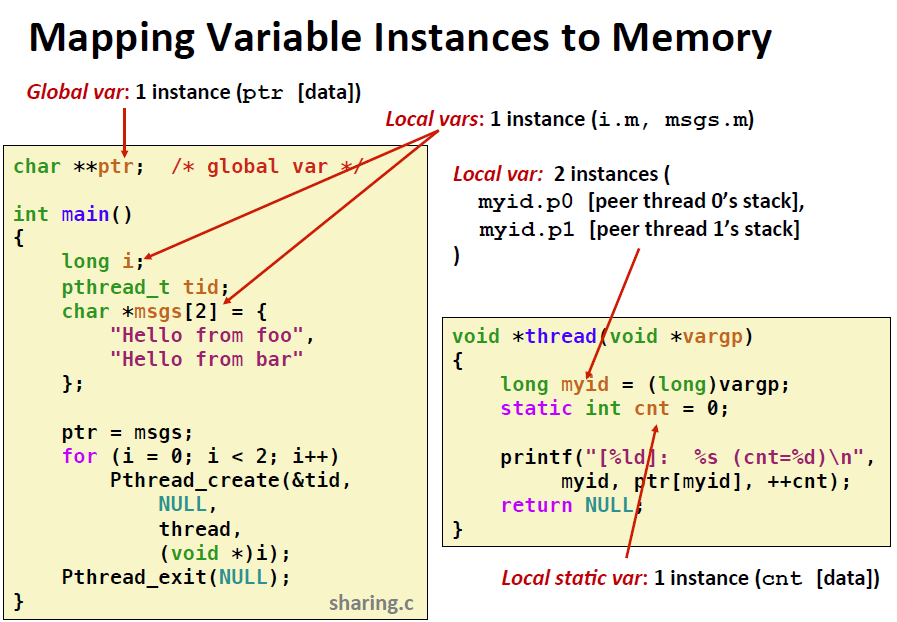 Mapping Variable Instances to Memory
Global var: 1 instance (ptr [data])
Local vars: 1 instance (i.m, msgs.m)
Local var: 2 instances (
myid.p0 [peer thread 0’s stack],
myid.p1 [peer thread 1’s stack]
)
char **ptr; /* global var */
int main()
{
    long i;
    pthread_t tid;
    char *msgs[2] = {
        "Hello from foo",
        "Hello from bar"
    };
    ptr = msgs;
    for (i = 0; i < 2; i++)
        Pthread_create(&tid,
            NULL,
            thread,
            (void *)i);
    Pthread_exit(NULL);
}
sharing.c
void *thread(void *vargp)
{
    long myid = (long)vargp;
    static int cnt = 0;
    printf("[%ld]:  %s (cnt=%d)\n",
         myid, ptr[myid], ++cnt);
    return NULL;
}
Local static var: 1 instance (cnt [data])